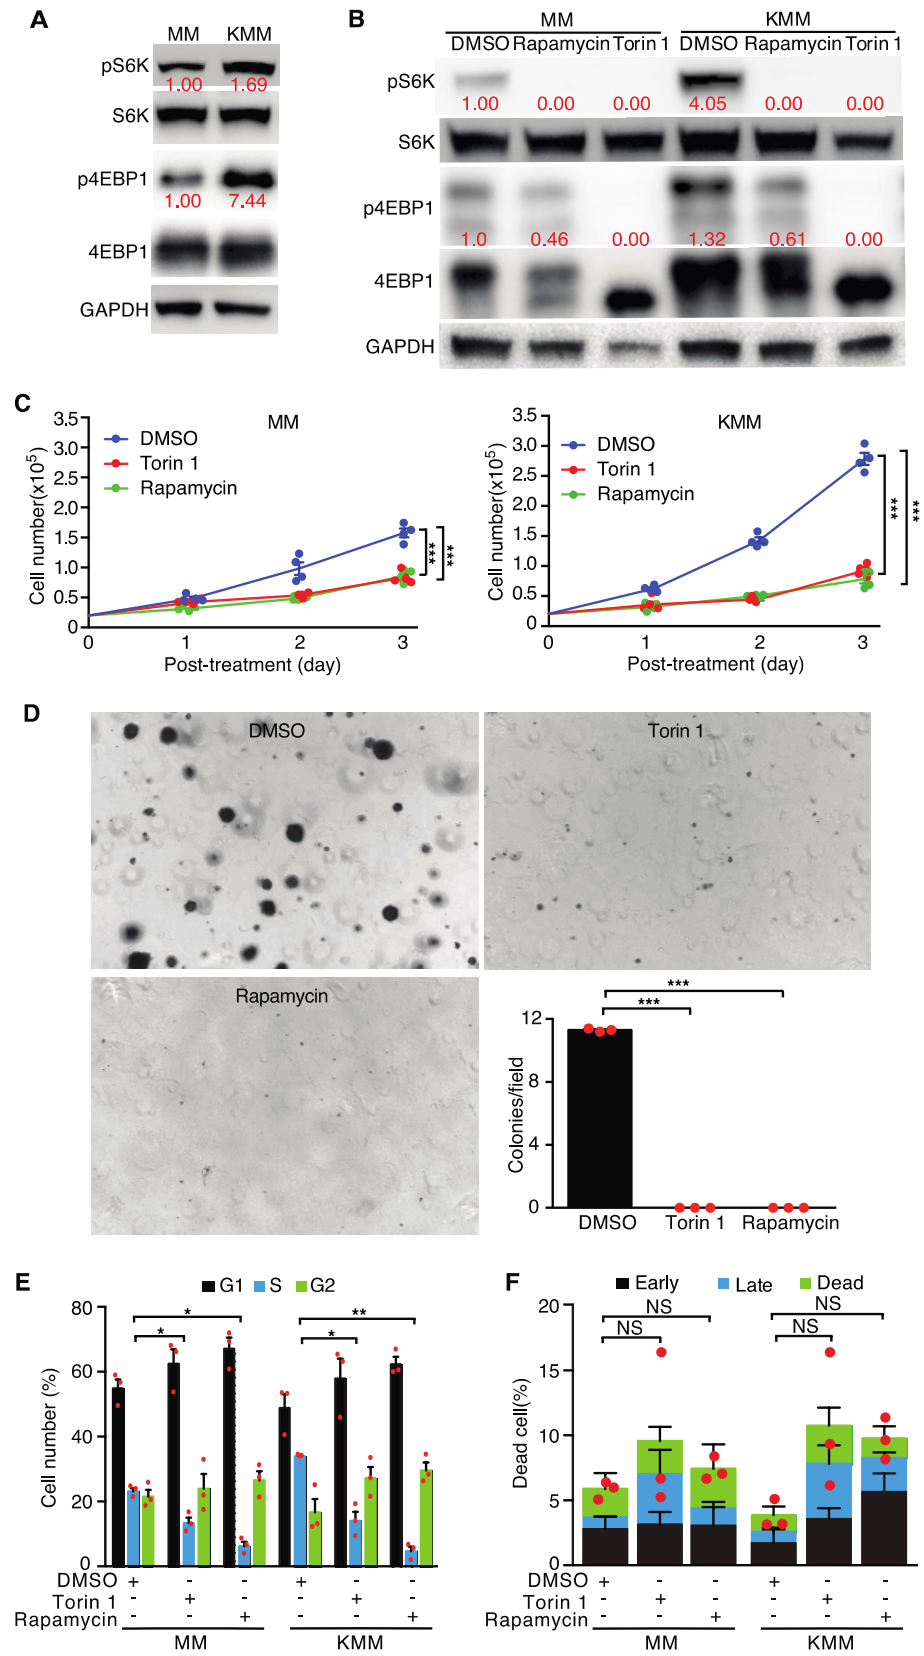 A
MM KMM
pS6K
1.00 1.69
S6K
p4EBP1
1.00 7.44
4EBP1
GAPDH
B
MM KMM
DMSO Rapamycin Torin 1 DMSO Rapamycin Torin 1
pS6K
1.00 0.00 0.00 4.05 0.00 0.00
S6K
p4EBP1
1.0 0.46 0.00 1.32 0.61 0.00
4EBP1
GAPDH
C
MM
3.5
3.0
2.5
2.0
1.5
1.0
0.5
0
Cell number(x10⁵)
DMSO
Torin 1
Rapamycin
***
***
0 1 2 3
Post-treatment (day)
KMM
3.5
3.0
2.5
2.0
1.5
1.0
0.5
0
Cell number(x10⁵)
DMSO
Torin 1
Rapamycin
***
***
0 1 2 3
Post-treatment (day)
D
DMSO
Torin 1
Rapamycin
***
***
12
8
4
0
Colonies/field
DMSO Torin 1 Rapamycin
E
G1 S G2
80
60
40
20
0
Cell number (%)
* **
* *
DMSO + - - + - -
Torin 1 - + - - + -
Rapamycin - - + - - +
MM KMM
F
Early Late Dead
20
15
10
5
0
Dead cell(%)
NS NS
NS NS
DMSO + - - + - -
Torin 1 - + - - + -
Rapamycin - - + - - +
MM KMM